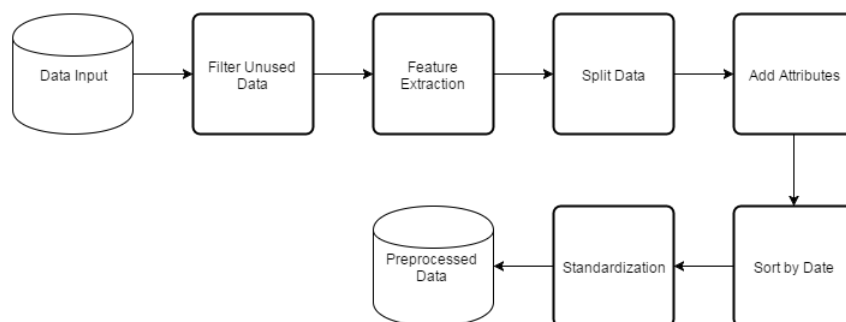 Data Input
Filter Unused
Data
Feature
Extraction
Split Data
Add Attributes
Sort by Date
Standardization
Preprocessed
Data